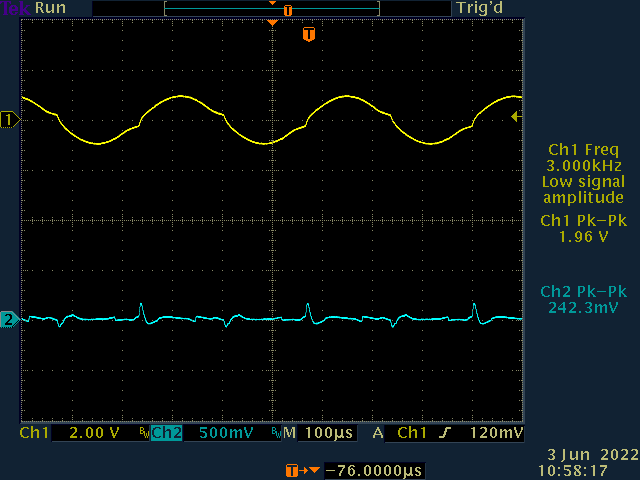 Tek Run Trig'd
T
T
1
Ch1 Freq
3.000kHz
Low signal
amplitude
Ch1 Pk-Pk
1.96 V
Ch2 Pk-Pk
242.3mV
2
Ch1 2.00 V BW Ch2 500mV BW M 100µs A Ch1 120mV
T -76.0000µs
3 Jun 2022
10:58:17